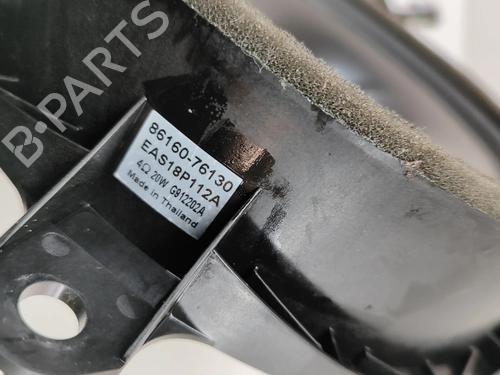 B-PARTS
86160-76130
EAS18P112A
4Ω 20W G912202A
Made in Thailand